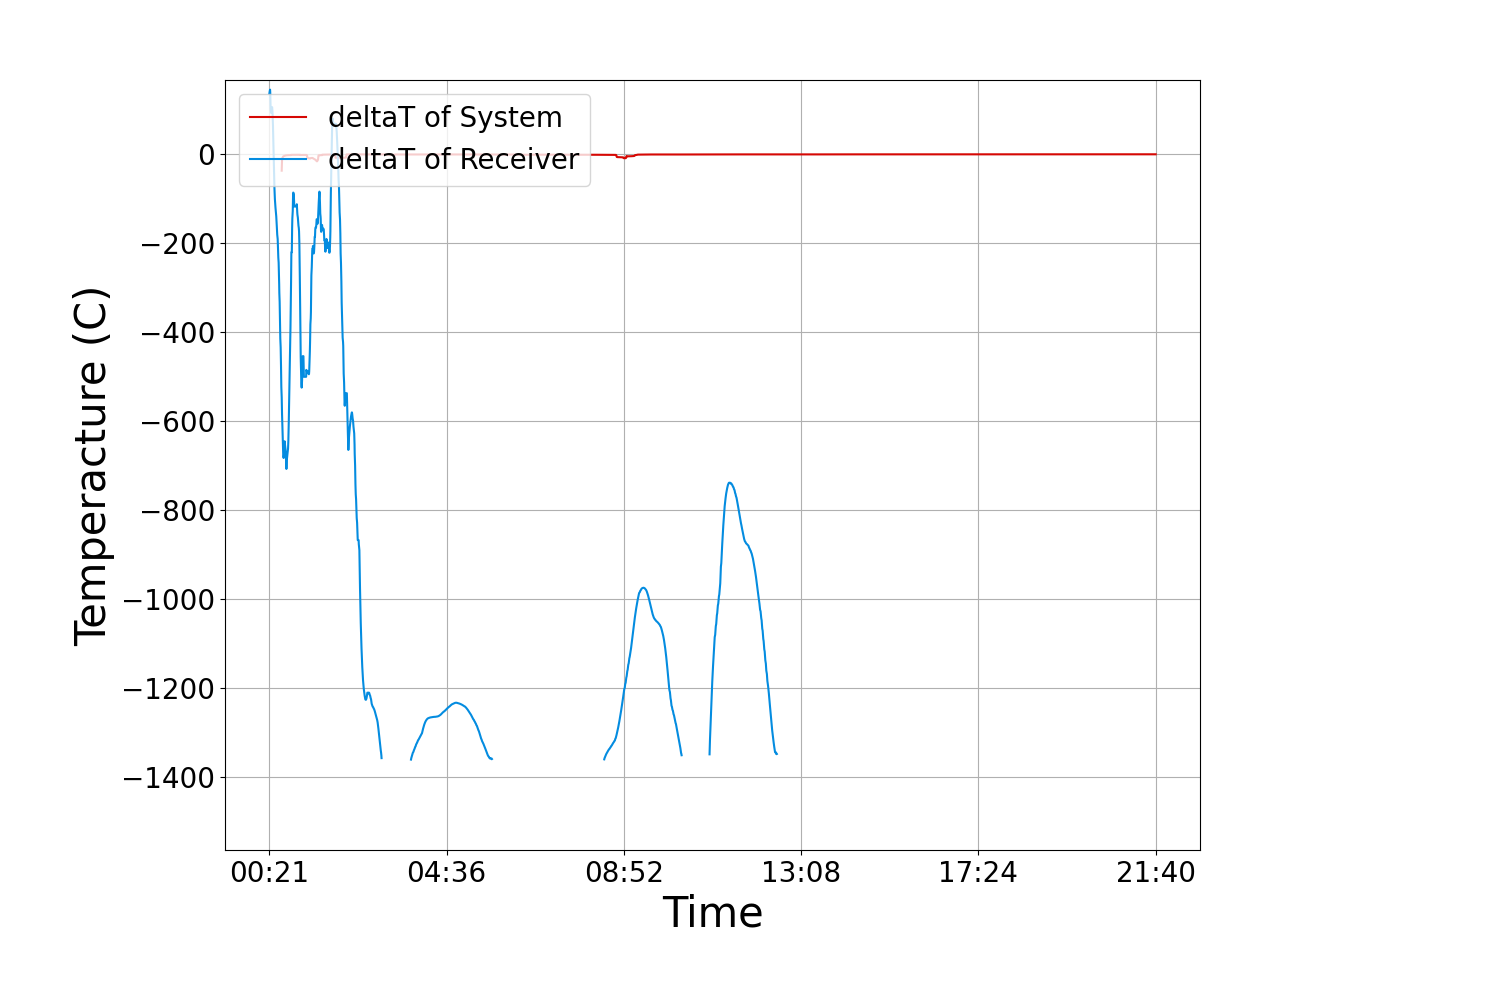 deltaT of System
deltaT of Receiver
0
−200
−400
−600
−800
−1000
−1200
−1400
Temperacture (C)
00:21 04:36 08:52 13:08 17:24 21:40
Time